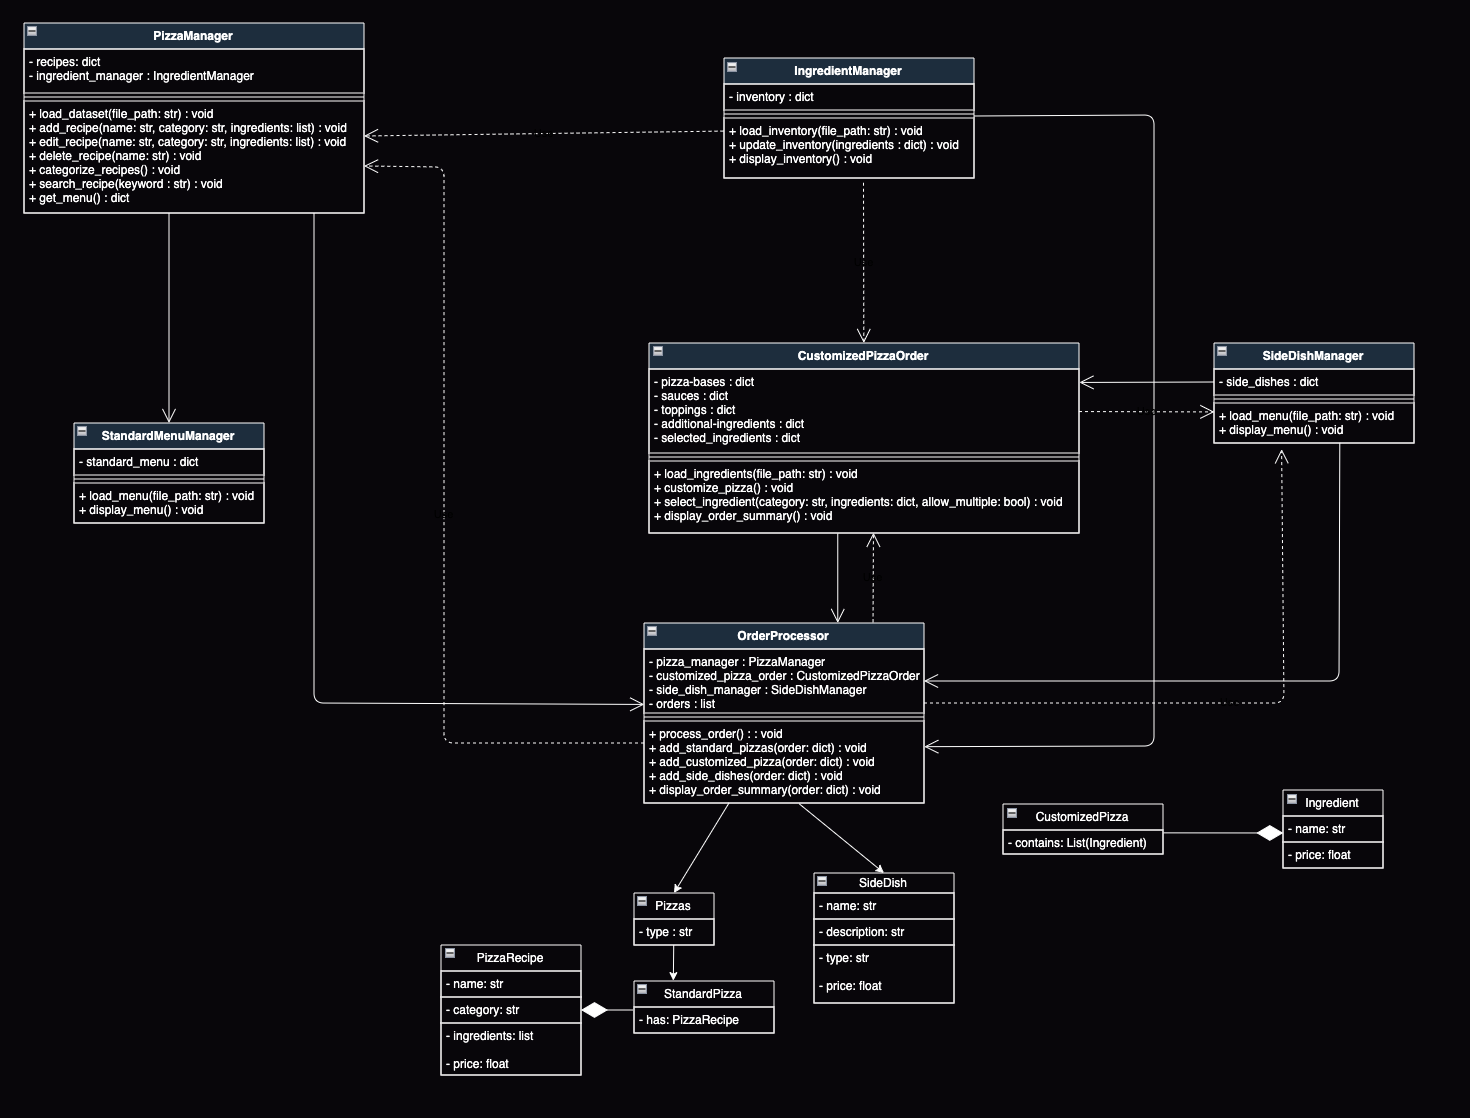 PizzaManager
- recipes: dict
- ingredient_manager : IngredientManager
+ load_dataset(file_path: str) : void
+ add_recipe(name: str, category: str, ingredients: list) : void
+ edit_recipe(name: str, category: str, ingredients: list) : void
+ delete_recipe(name: str) : void
+ categorize_recipes() : void
+ search_recipe(keyword : str) : void
+ get_menu() : dict
IngredientManager
- inventory : dict
+ load_inventory(file_path: str) : void
+ update_inventory(ingredients : dict) : void
+ display_inventory() : void
CustomizedPizzaOrder
- pizza-bases : dict
- sauces : dict
- toppings : dict
- additional-ingredients : dict
- selected_ingredients : dict
+ load_ingredients(file_path: str) : void
+ customize_pizza() : void
+ select_ingredient(category: str, ingredients: dict, allow_multiple: bool) : void
+ display_order_summary() : void
SideDishManager
- side_dishes : dict
+ load_menu(file_path: str) : void
+ display_menu() : void
StandardMenuManager
- standard_menu : dict
+ load_menu(file_path: str) : void
+ display_menu() : void
OrderProcessor
- pizza_manager : PizzaManager
- customized_pizza_order : CustomizedPizzaOrder
- side_dish_manager : SideDishManager
- orders : list
+ process_order() : : void
+ add_standard_pizzas(order: dict) : void
+ add_customized_pizza(order: dict) : void
+ add_side_dishes(order: dict) : void
+ display_order_summary(order: dict) : void
CustomizedPizza
- contains: List(Ingredient)
Ingredient
- name: str
- price: float
Pizzas
- type : str
SideDish
- name: str
- description: str
- type: str
- price: float
PizzaRecipe
- name: str
- category: str
- ingredients: list
- price: float
StandardPizza
- has: PizzaRecipe